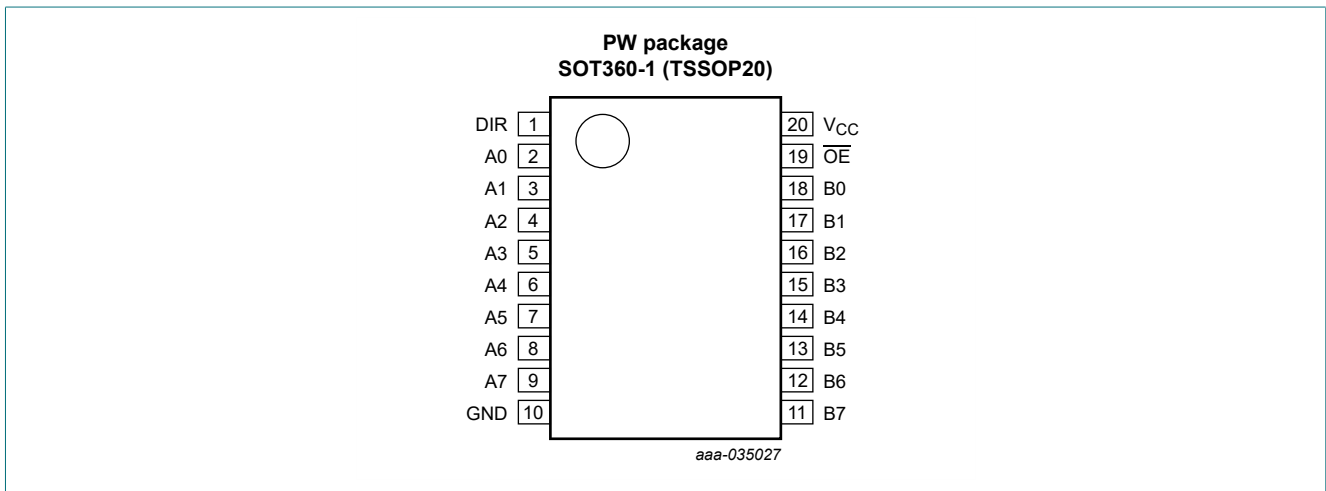 PW package
SOT360-1 (TSSOP20)
DIR 1 20 VCC
A0 2 19 OE
A1 3 18 B0
A2 4 17 B1
A3 5 16 B2
A4 6 15 B3
A5 7 14 B4
A6 8 13 B5
A7 9 12 B6
GND 10 11 B7
aaa-035027